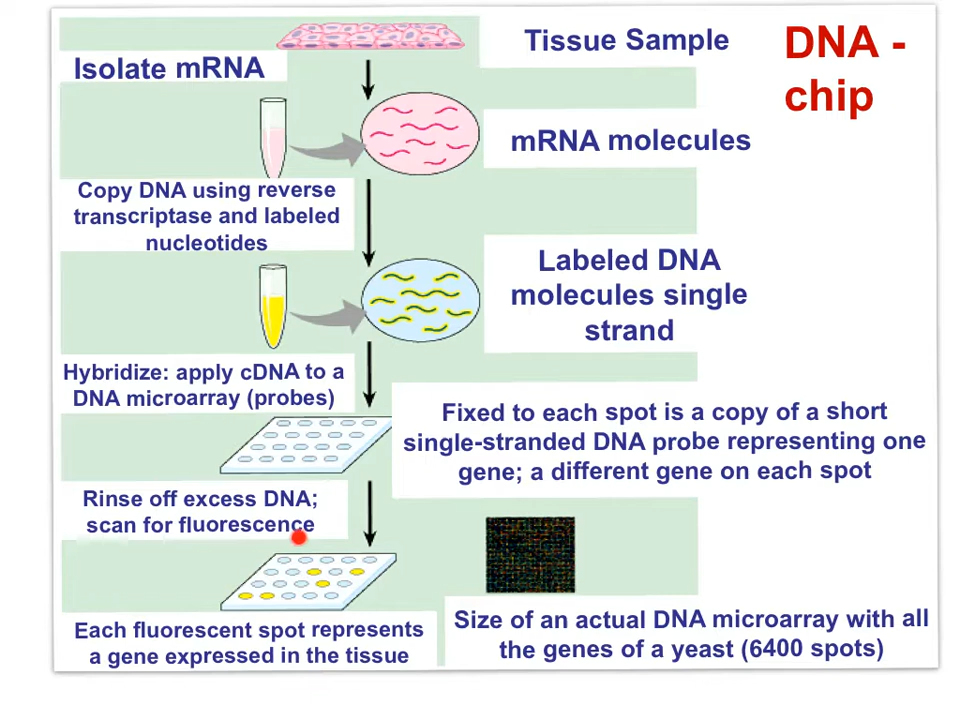 Tissue Sample
DNA -
chip
Isolate mRNA
mRNA molecules
Copy DNA using reverse
transcriptase and labeled
nucleotides
Labeled DNA
molecules single
strand
Hybridize: apply cDNA to a
DNA microarray (probes)
Fixed to each spot is a copy of a short
single-stranded DNA probe representing one
gene; a different gene on each spot
Rinse off excess DNA;
scan for fluorescence
Each fluorescent spot represents
a gene expressed in the tissue
Size of an actual DNA microarray with all
the genes of a yeast (6400 spots)